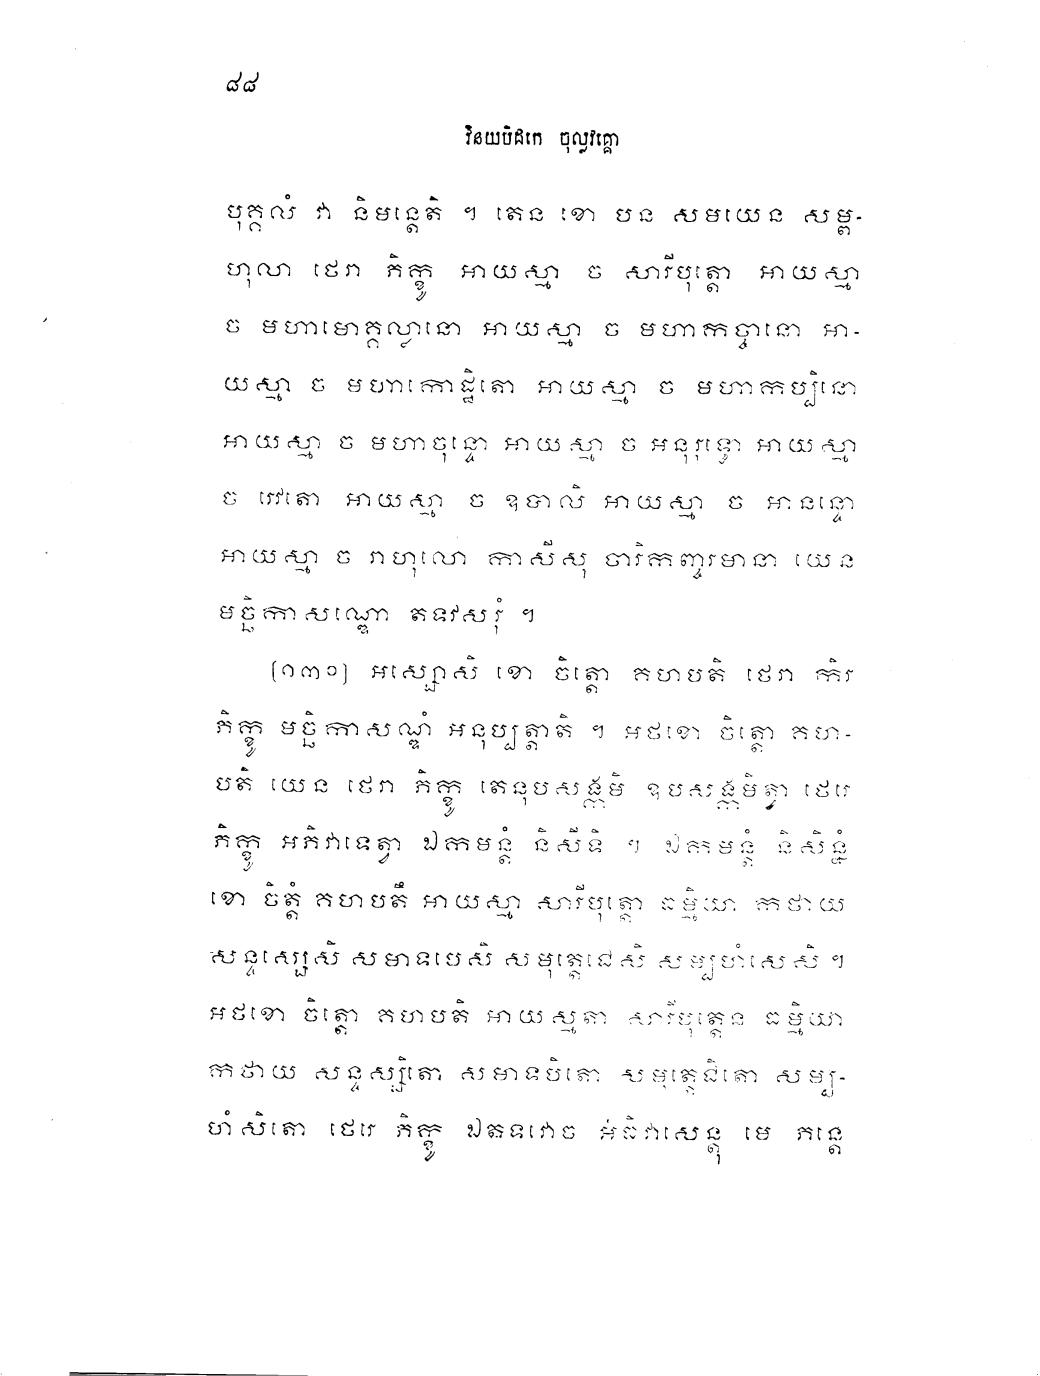 ៨៨
វិនយបិដកេ ចុល្លវគ្គោ
បុគ្គលំ វា និមន្តេតិ ។ តេន ខោ បន សមយេន សម្ព-
ហុលា ថេរា ភិក្ខូ អាយស្មា ច សារីបុត្តោ អាយស្មា
ច មហាមោគ្គល្លានោ អាយស្មា ច មហាកច្ចានោ អា-
យស្មា ច មហាកោដ្ឋិតោ អាយស្មា ច មហាកប្បិនោ
អាយស្មា ច មហាចុន្ទោ អាយស្មា ច អនុរុទ្ធោ អាយស្មា
ច រេវតោ អាយស្មា ច ឧបាលិ អាយស្មា ច អានន្ទោ
អាយស្មា ច រាហុលោ កាសីសុ ចារិកញ្ចរមានា យេន
មច្ឆិកាសណ្ឌោ តទវសរុំ ។
(១៣១) អស្សោសិ ខោ ចិត្តោ គហបតិ ថេរា កិរ
ភិក្ខូ មច្ឆិកាសណ្ឌំ អនុប្បត្តាតិ ។ អថខោ ចិត្តោ គហ-
បតិ យេន ថេរា ភិក្ខូ តេនុបសង្កមិ ឧបសង្កមិត្វា ថេរេ
ភិក្ខូ អភិវាទេត្វា ឯកមន្តំ និសីទិ ។ ឯកមន្តំ និសិន្នំ
ខោ ចិត្តំ គហបតឹ អាយស្មា សារីបុត្តោ ធម្មិយា កថាយ
សន្ទស្សេសិ សមាទបេសិ សមុត្តេជេសិ សម្បហំសេសិ ។
អថខោ ចិត្តោ គហបតិ អាយស្មតា សារីបុត្តេន ធម្មិយា
កថាយ សន្ទស្សិតោ សមាទបិតោ សមុត្តេជិតោ សម្ប-
ហំសិតោ ថេរេ ភិក្ខូ ឯតទវោច អធិវាសេន្តុ មេ ភន្តេ